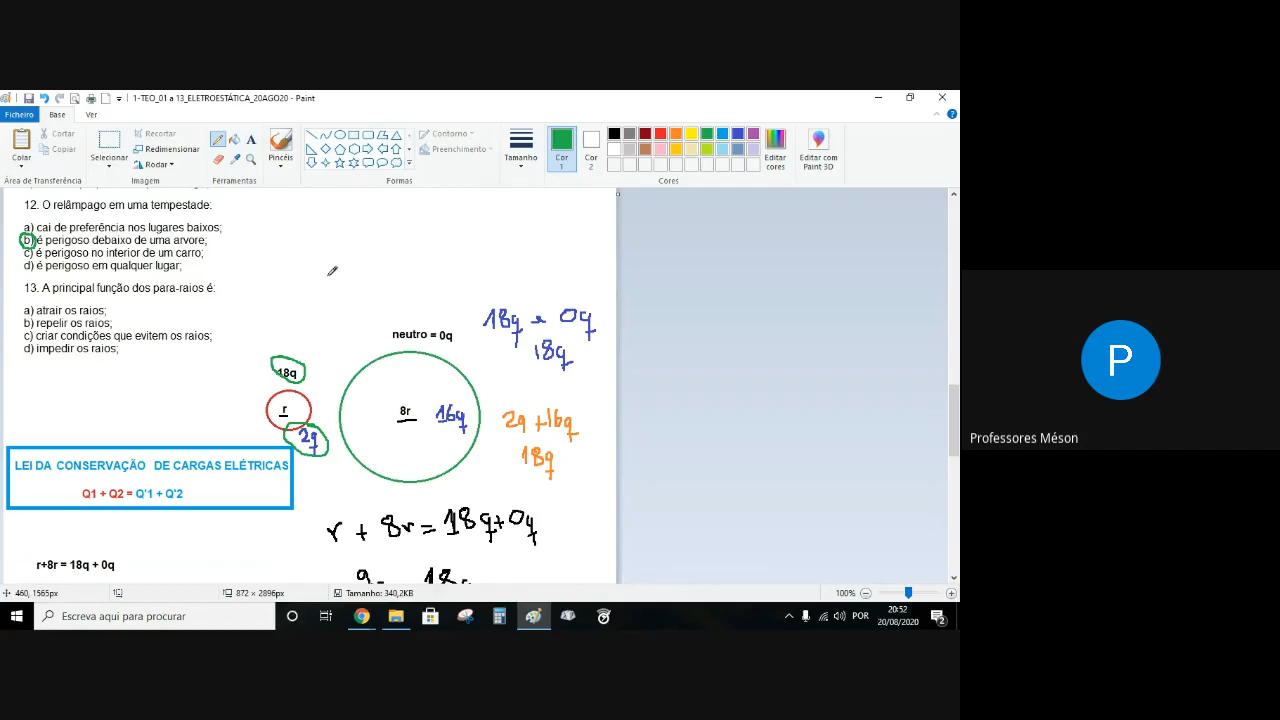 1-TEO_01 a 13_ELETROESTÁTICA_20AGO20 - Paint
Ficheiro Base Ver
Colar
Cortar
Copiar
Área de Transferência
Selecionar
Recortar
Redimensionar
Rodar
Imagem
A
Ferramentas
Pincéis
Contorno
Preenchimento
Formas
Tamanho
Cor 1
Cor 2
Cores
Editar cores
Editar com Paint 3D
12. O relâmpago em uma tempestade:
a) cai de preferência nos lugares baixos;
b) é perigoso debaixo de uma arvore;
c) é perigoso no interior de um carro;
d) é perigoso em qualquer lugar;
13. A principal função dos para-raios é:
a) atrair os raios;
b) repelir os raios;
c) criar condições que evitem os raios;
d) impedir os raios;
neutro = 0q
18q
r
2q
8r
16q
18q 0q
18q
2q + 16q
18q
LEI DA CONSERVAÇÃO DE CARGAS ELÉTRICAS
Q1 + Q2 = Q'1 + Q'2
r + 8r = 18q + 0q
r+8r = 18q + 0q
460, 1565px
872 × 2896px
Tamanho: 340,2KB
100%
Escreve aqui para procurar
POR
20:52
20/08/2020
2
P
Professores Méson